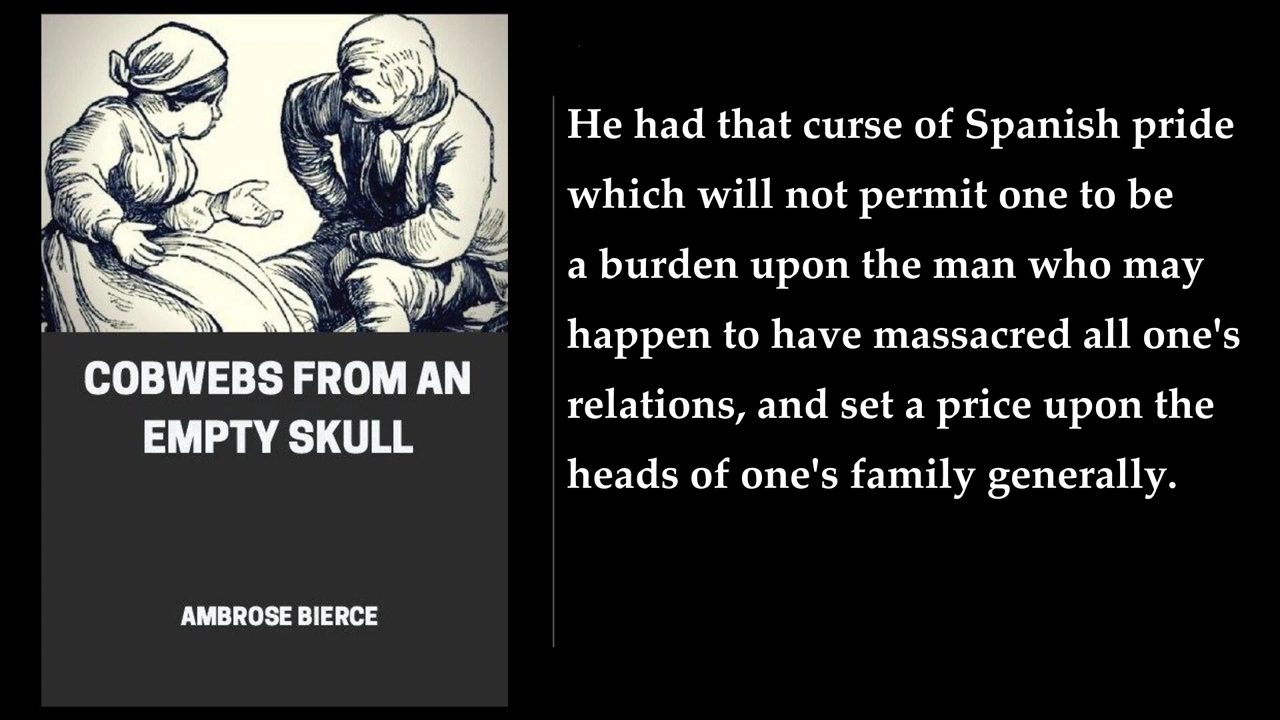 COBWEBS FROM AN
EMPTY SKULL
AMBROSE BIERCE
He had that curse of Spanish pride
which will not permit one to be
a burden upon the man who may
happen to have massacred all one's
relations, and set a price upon the
heads of one's family generally.